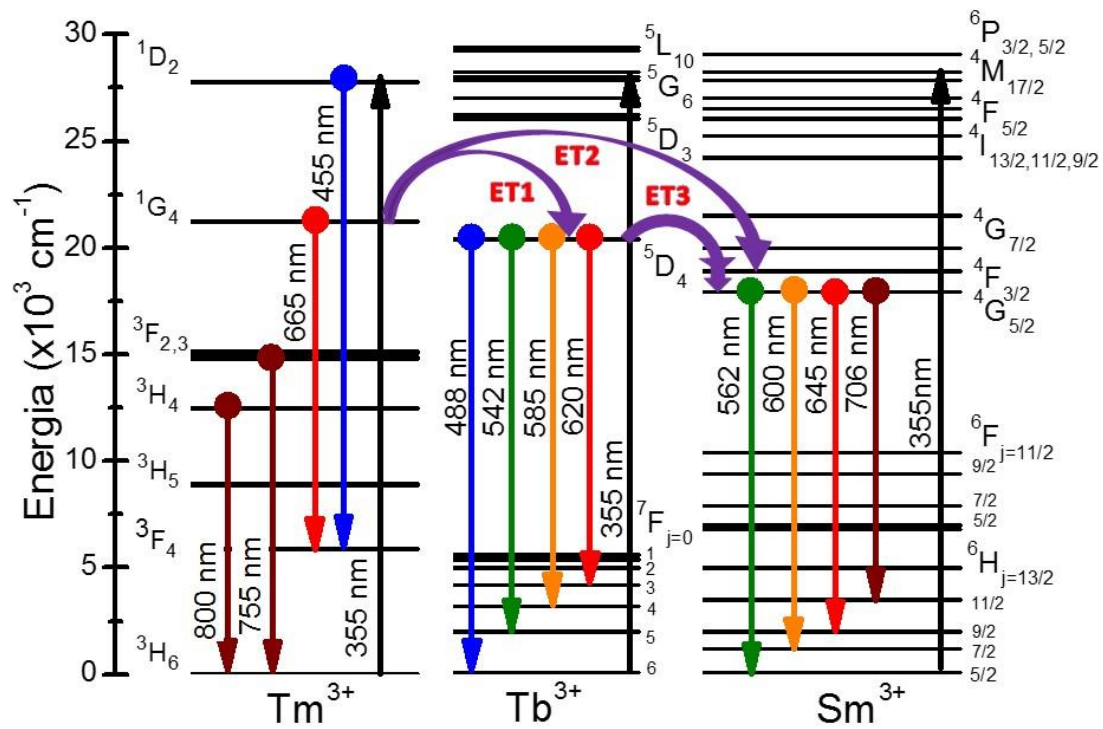 Energia (x10³ cm⁻¹)
30
25
20
15
10
5
0
¹D₂
¹G₄
³F₂,₃
³H₄
³H₅
³F₄
³H₆
800 nm
755 nm
665 nm
455 nm
355 nm
Tm³⁺
ET1
ET2
ET3
488 nm
542 nm
585 nm
620 nm
355 nm
⁵L₁₀
⁵G₆
⁵D₃
⁵D₄
⁷Fⱼ₌₀
1
2
3
4
5
6
Tb³⁺
562 nm
600 nm
645 nm
706 nm
355nm
⁶P₃/₂, ₅/₂
⁴M₁₇/₂
⁴F₅/₂
⁴I₁₃/₂,₁₁/₂,₉/₂
⁴G₇/₂
⁴F₃/₂
⁴G₅/₂
⁶Fⱼ₌₁₁/₂
9/2
7/2
5/2
⁶Hⱼ₌₁₃/₂
11/2
9/2
7/2
5/2
Sm³⁺